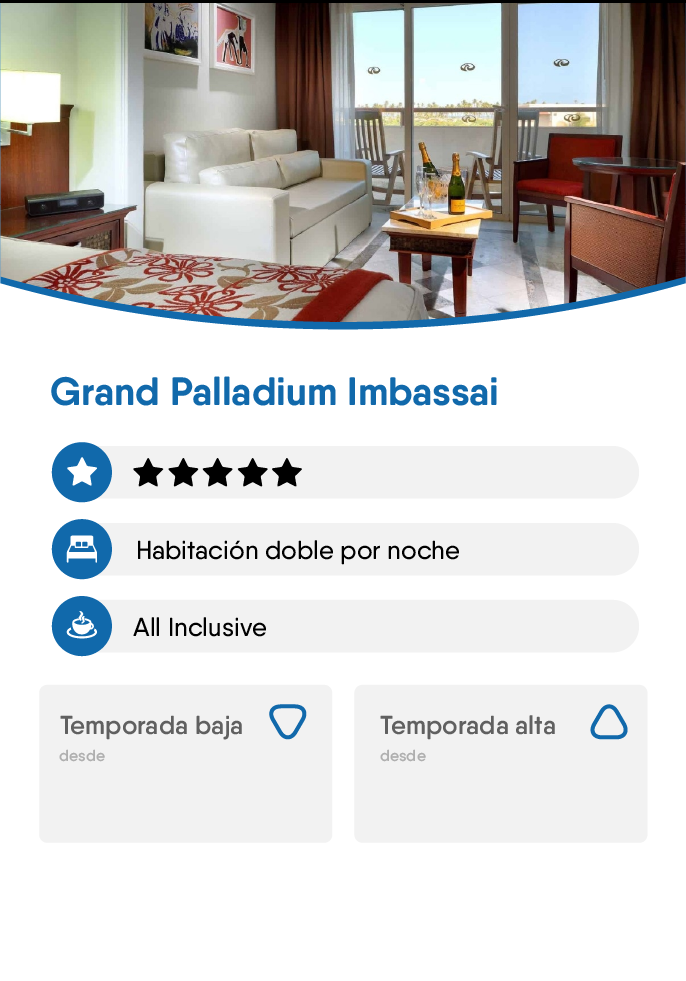 Grand Palladium Imbassai
Habitación doble por noche
All Inclusive
Temporada baja
desde
Temporada alta
desde